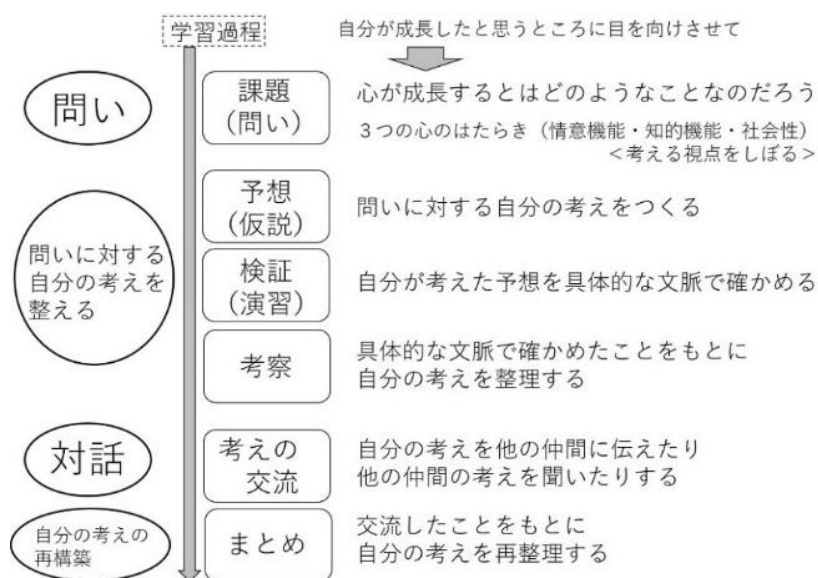 学習過程
自分が成長したと思うところに目を向けさせて
問い
課題
（問い）
心が成長するとはどのようなことなのだろう
３つの心のはたらき（情意機能・知的機能・社会性）
＜考える視点をしぼる＞
問いに対する
自分の考えを
整える
予想
（仮説）
問いに対する自分の考えをつくる
検証
（演習）
自分が考えた予想を具体的な文脈で確かめる
考察
具体的な文脈で確かめたことをもとに
自分の考えを整理する
対話
考えの
交流
自分の考えを他の仲間に伝えたり
他の仲間の考えを聞いたりする
自分の考えの
再構築
まとめ
交流したことをもとに
自分の考えを再整理する